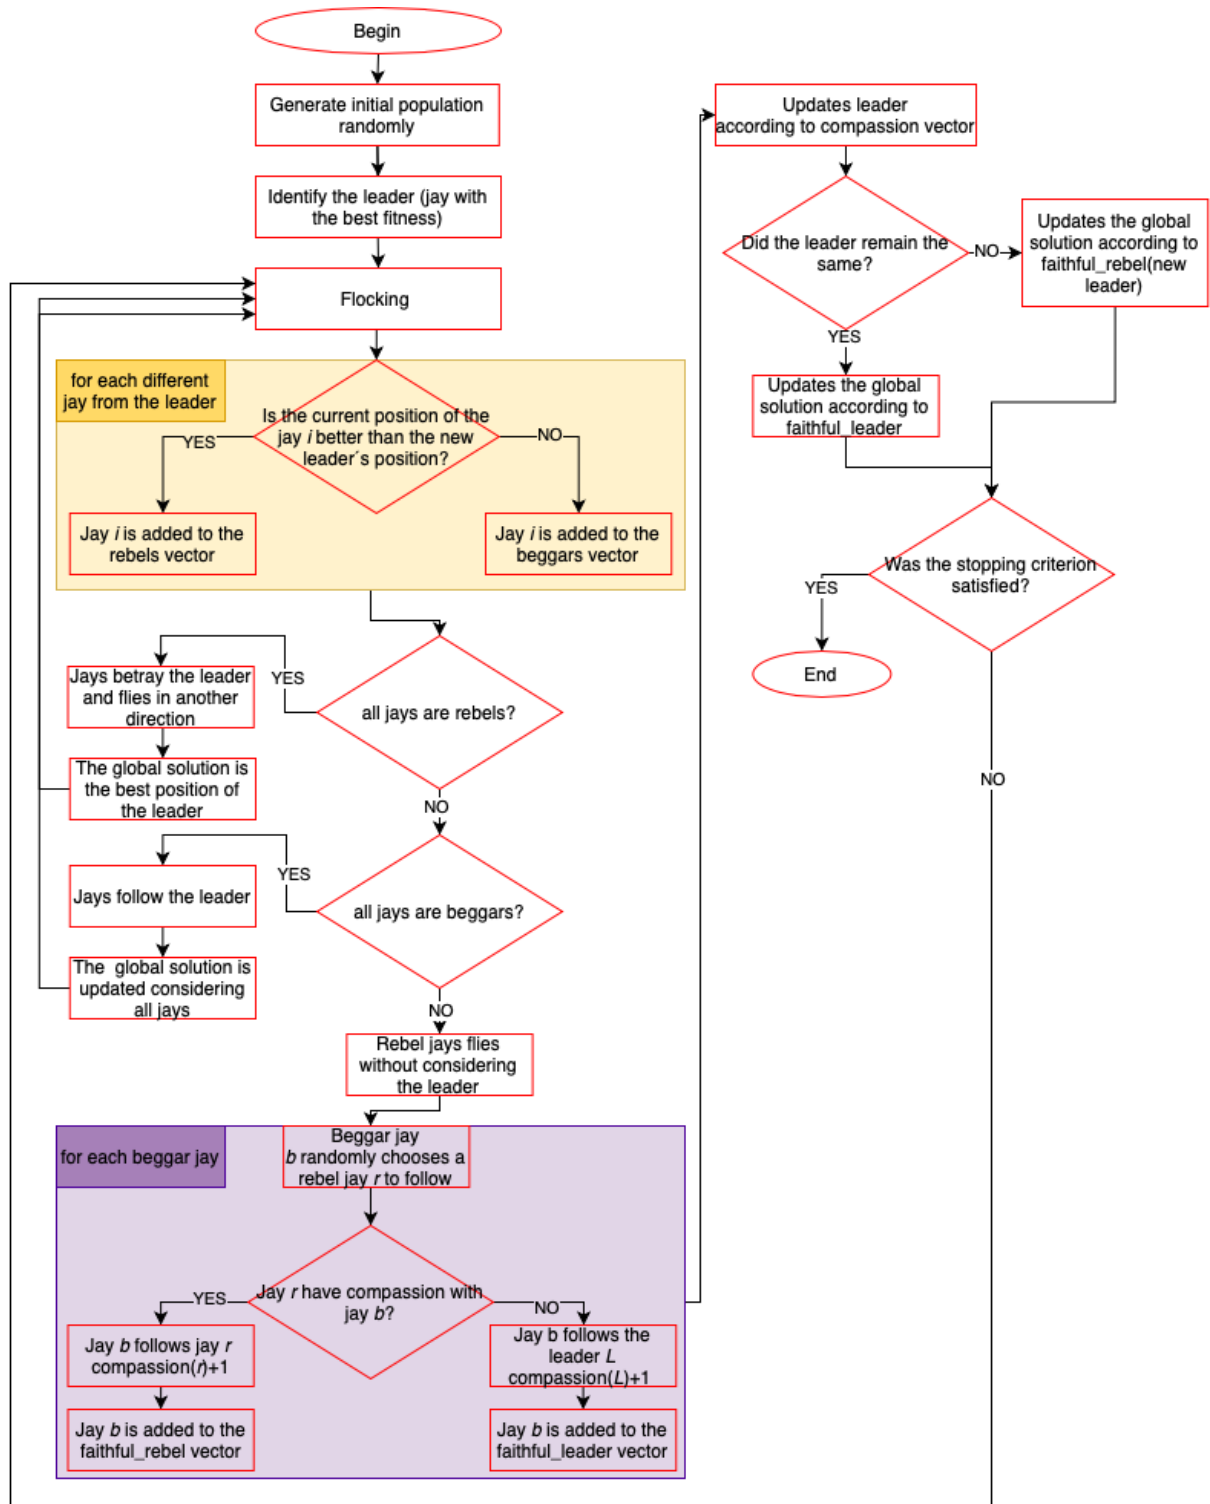 Begin
Generate initial population
randomly
Identify the leader (jay with
the best fitness)
Flocking
for each different
jay from the leader
Is the current position of the
jay i better than the new
leader´s position?
YES
NO
Jay i is added to the
rebels vector
Jay i is added to the
beggars vector
all jays are rebels?
YES
Jays betray the leader
and flies in another
direction
The global solution is
the best position of
the leader
NO
all jays are beggars?
YES
Jays follow the leader
The global solution is
updated considering
all jays
NO
Rebel jays flies
without considering
the leader
for each beggar jay
Beggar jay
b randomly chooses a
rebel jay r to follow
Jay r have compassion with
jay b?
YES
NO
Jay b follows jay r
compassion(r)+1
Jay b follows the
leader L
compassion(L)+1
Jay b is added to the
faithful_rebel vector
Jay b is added to the
faithful_leader vector
Updates leader
according to compassion vector
Did the leader remain the
same?
NO
Updates the global
solution according to
faithful_rebel(new
leader)
YES
Updates the global
solution according to
faithful_leader
Was the stopping criterion
satisfied?
YES
End
NO